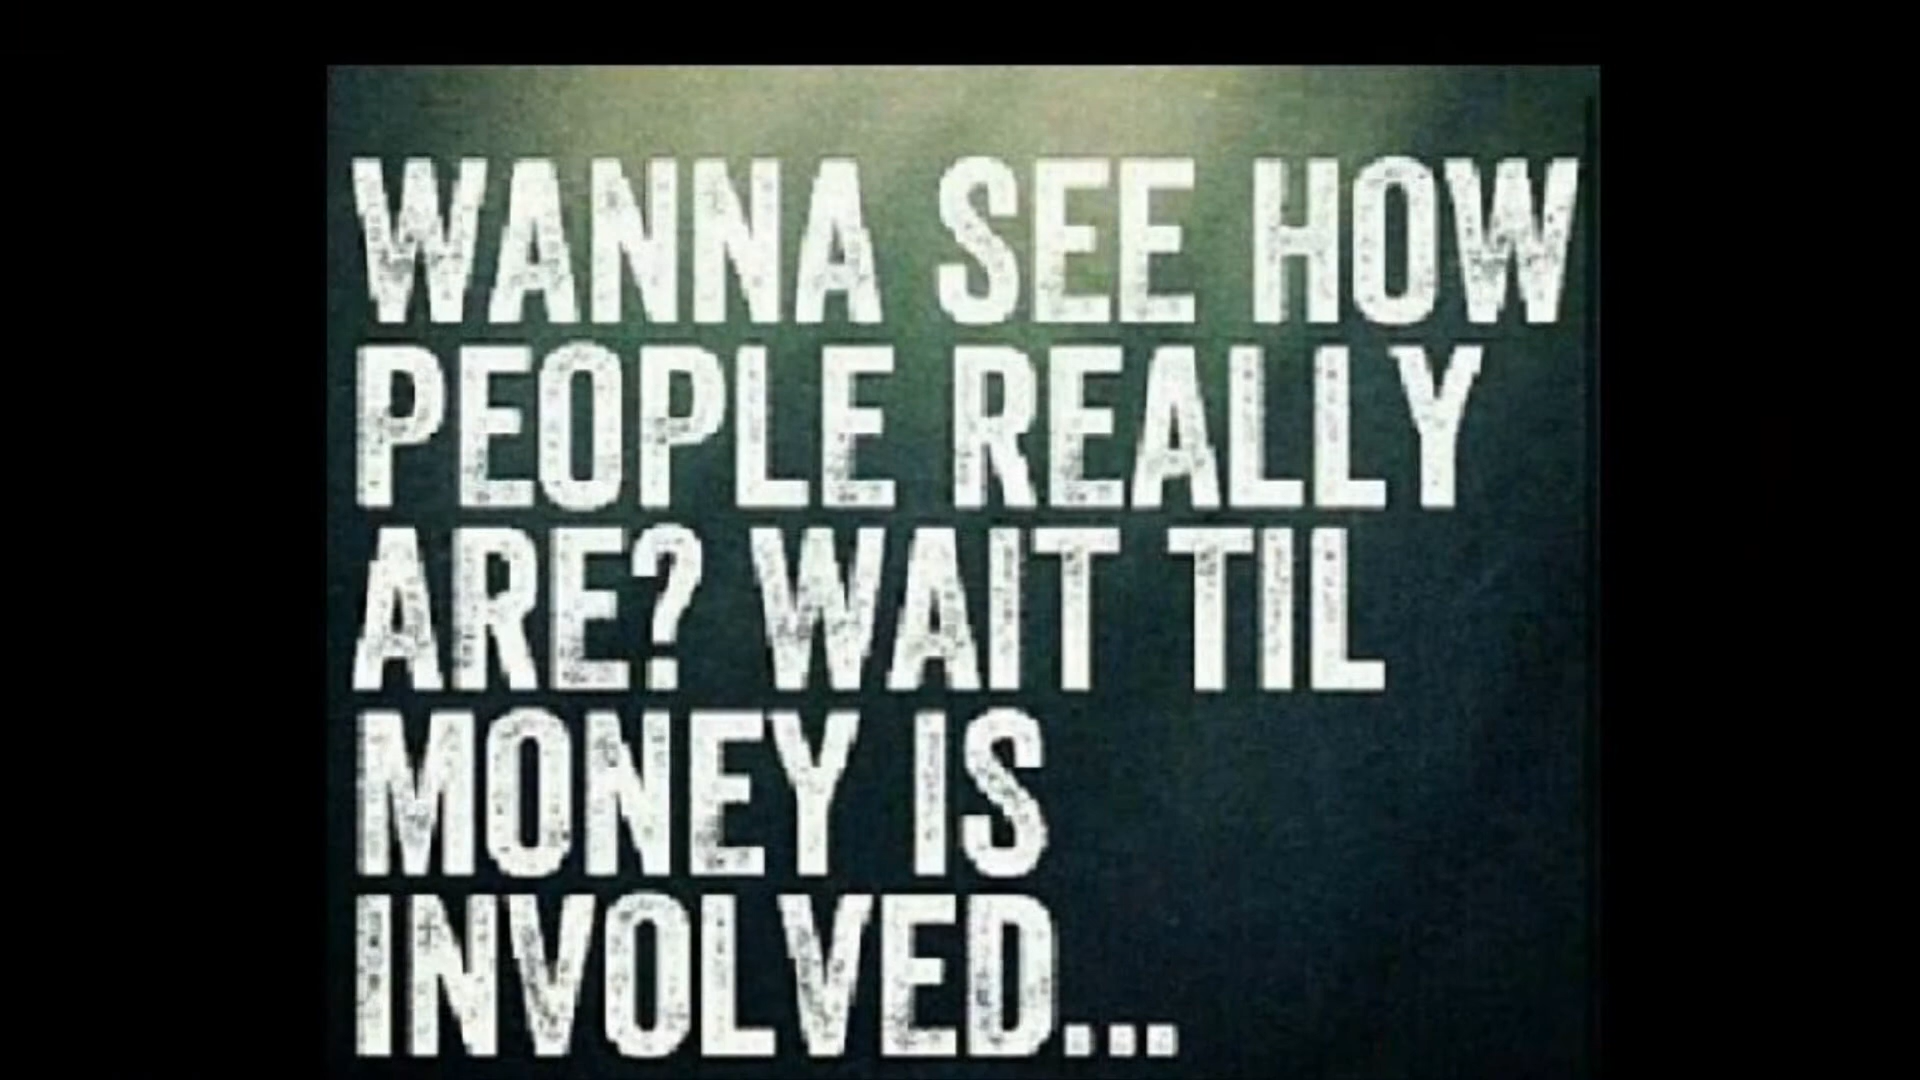 WANNA SEE HOW
PEOPLE REALLY
ARE? WAIT TIL
MONEY IS
INVOLVED...